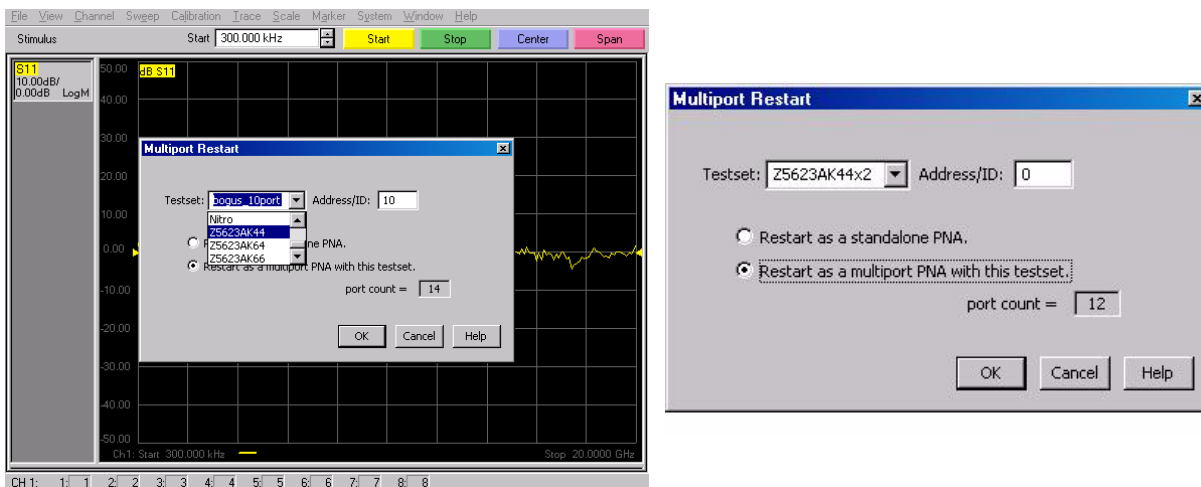 File View Channel Sweep Calibration Trace Scale Marker System Window Help
Stimulus Start 300.000 kHz Start Stop Center Span
S11
10.00dB/
0.00dB LogM
50.00
dB S11
40.00
30.00
20.00
10.00
0.00
-10.00
-20.00
-30.00
-40.00
-50.00
Ch1: Start 300.000 kHz
Stop 20.0000 GHz
Multiport Restart
Testset: bogus_10port Address/ID: 10
Nitro
Z5623AK44
Z5623AK64
Z5623AK66
ne PNA.
Restart as a multiport PNA with this testset.
port count = 14
OK Cancel Help
CH 1: 1: 1 2: 2 3: 3 4: 4 5: 5 6: 6 7: 7 8: 8
Multiport Restart
Testset: Z5623AK44x2 Address/ID: 0
Restart as a standalone PNA.
Restart as a multiport PNA with this testset.
port count = 12
OK Cancel Help